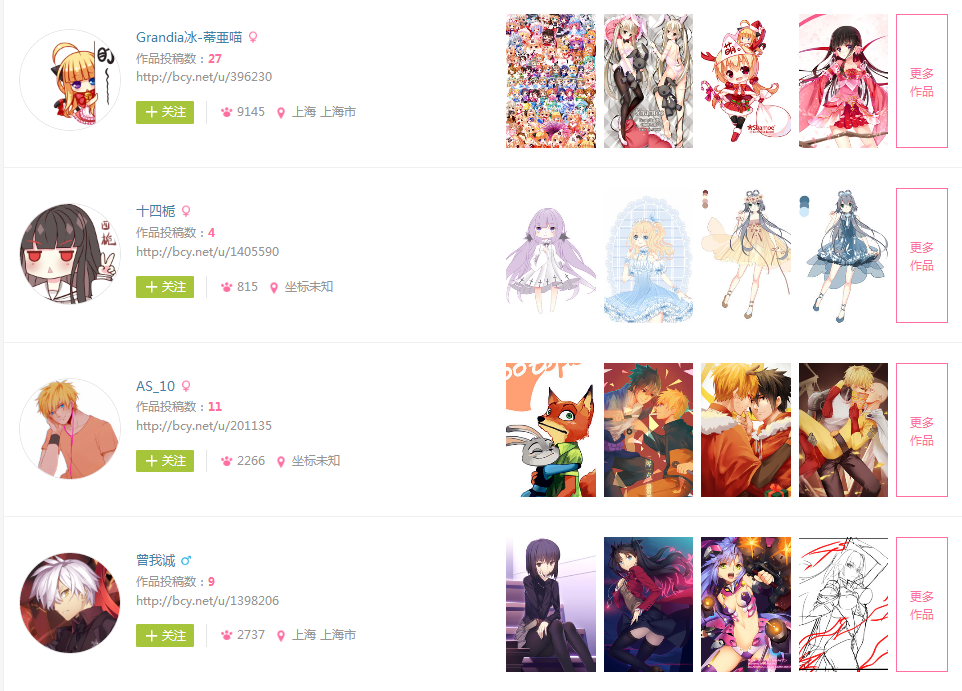 Grandia冰-蒂亜喵
作品投稿数：27
http://bcy.net/u/396230
+ 关注
9145
上海 上海市
的
萌
更多
作品
十四栀
作品投稿数：4
http://bcy.net/u/1405590
+ 关注
815
坐标未知
更多
作品
AS_10
作品投稿数：11
http://bcy.net/u/201135
+ 关注
2266
坐标未知
更多
作品
曾我诚
作品投稿数：9
http://bcy.net/u/1398206
+ 关注
2737
上海 上海市
更多
作品